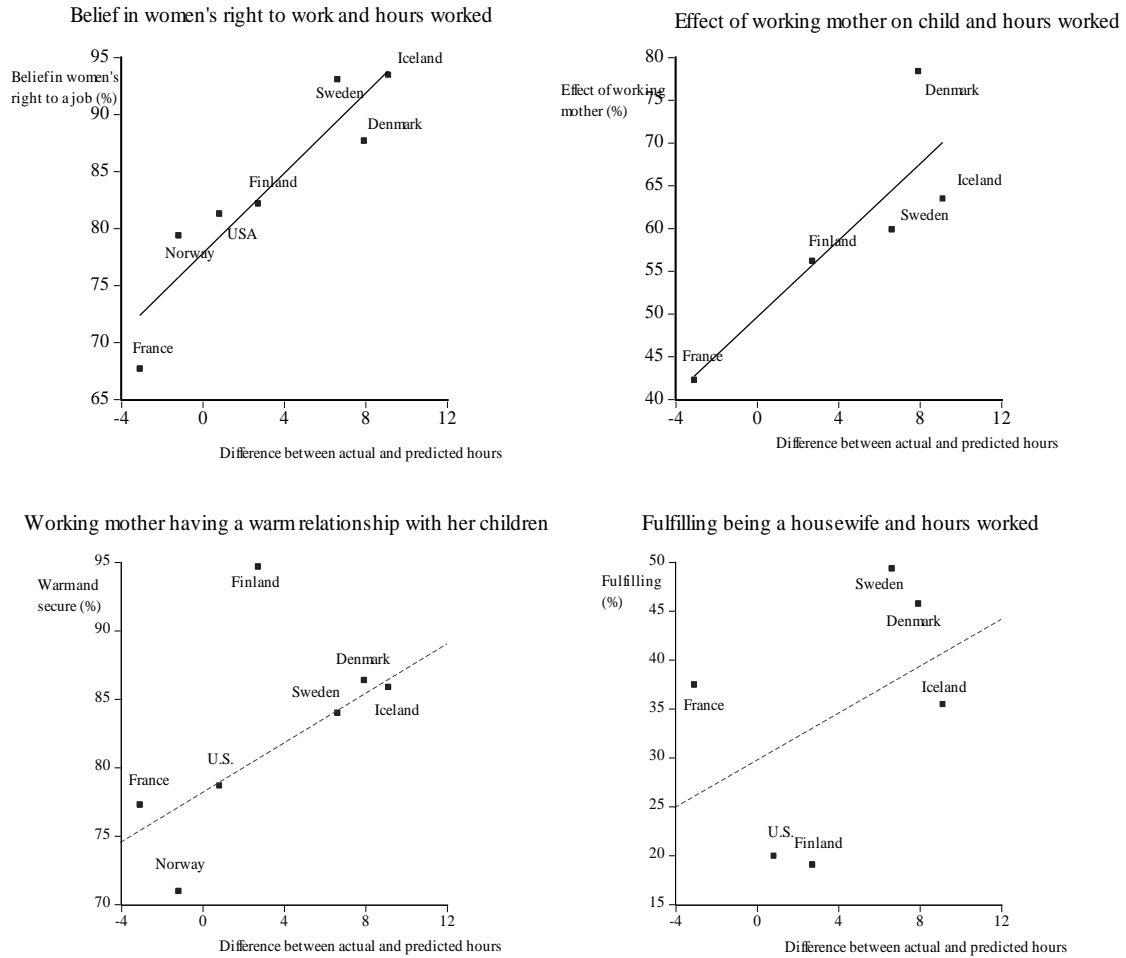 Belief in women's right to work and hours worked
95
90
85
80
75
70
65
Belief in women's
right to a job (%)
Iceland
Sweden
Denmark
Finland
USA
Norway
France
-4 0 4 8 12
Difference between actual and predicted hours
Effect of working mother on child and hours worked
80
75
70
65
60
55
50
45
40
Effect of working
mother (%)
Denmark
Iceland
Sweden
Finland
France
-4 0 4 8 12
Difference between actual and predicted hours
Working mother having a warm relationship with her children
95
90
85
80
75
70
Warm and
secure (%)
Finland
Denmark
Sweden
Iceland
U.S.
France
Norway
-4 0 4 8 12
Difference between actual and predicted hours
Fulfilling being a housewife and hours worked
50
45
40
35
30
25
20
15
Fulfilling
(%)
Sweden
Denmark
Iceland
France
U.S.
Finland
-4 0 4 8 12
Difference between actual and predicted hours